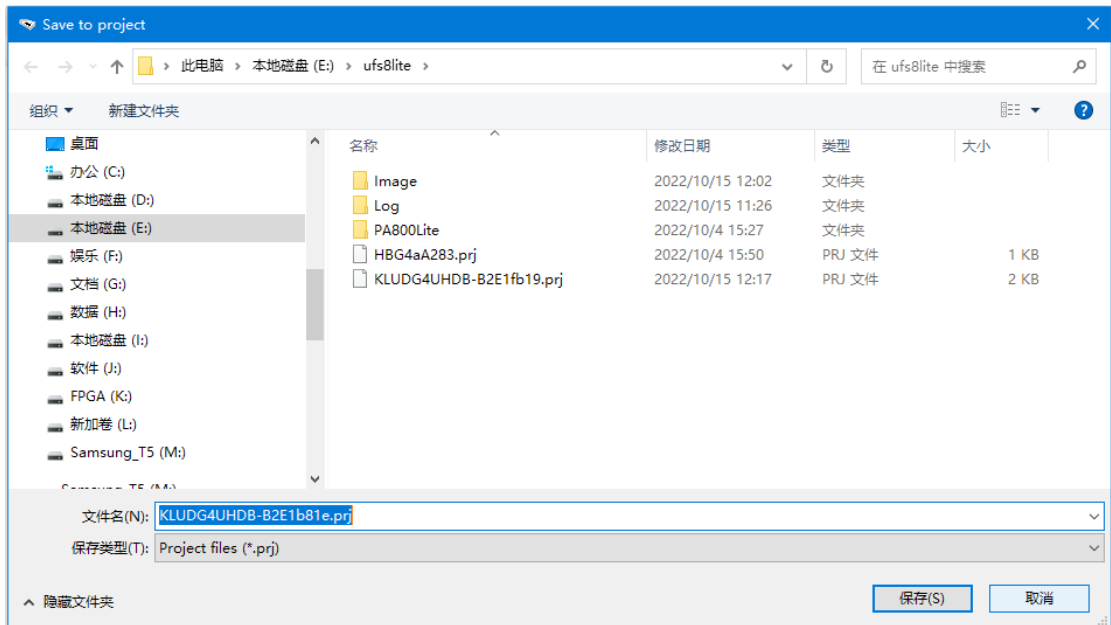 Save to project
此电脑 本地磁盘 (E:) ufs8lite
在 ufs8lite 中搜索
组织 新建文件夹
名称 修改日期 类型 大小
桌面
办公 (C:)
本地磁盘 (D:)
本地磁盘 (E:)
娱乐 (F:)
文档 (G:)
数据 (H:)
本地磁盘 (I:)
软件 (J:)
FPGA (K:)
新加卷 (L:)
Samsung_T5 (M:)
Samsung_T5 (M:)
Image 2022/10/15 12:02 文件夹
Log 2022/10/15 11:26 文件夹
PA800Lite 2022/10/4 15:27 文件夹
HBG4aA283.prj 2022/10/4 15:50 PRJ 文件 1 KB
KLUDG4UHDB-B2E1fb19.prj 2022/10/15 12:17 PRJ 文件 2 KB
文件名(N): KLUDG4UHDB-B2E1b81e.prj
保存类型(T): Project files (*.prj)
隐藏文件夹
保存(S) 取消